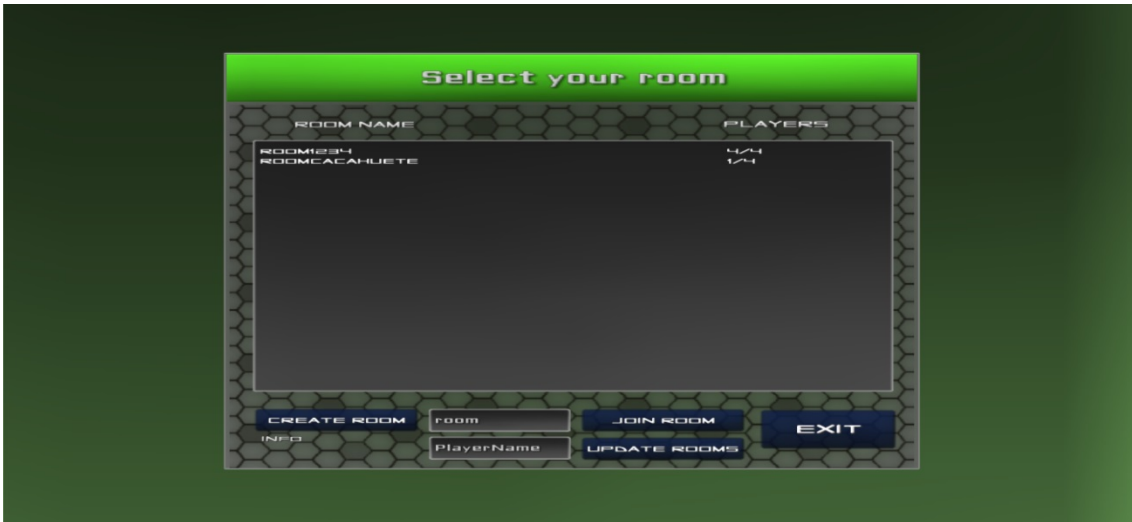 Select your room
ROOM NAME PLAYERS
ROOM1234 4/4
ROOMCACAHUETE 1/4
CREATE ROOM room JOIN ROOM EXIT
INFO PlayerName UPDATE ROOMS